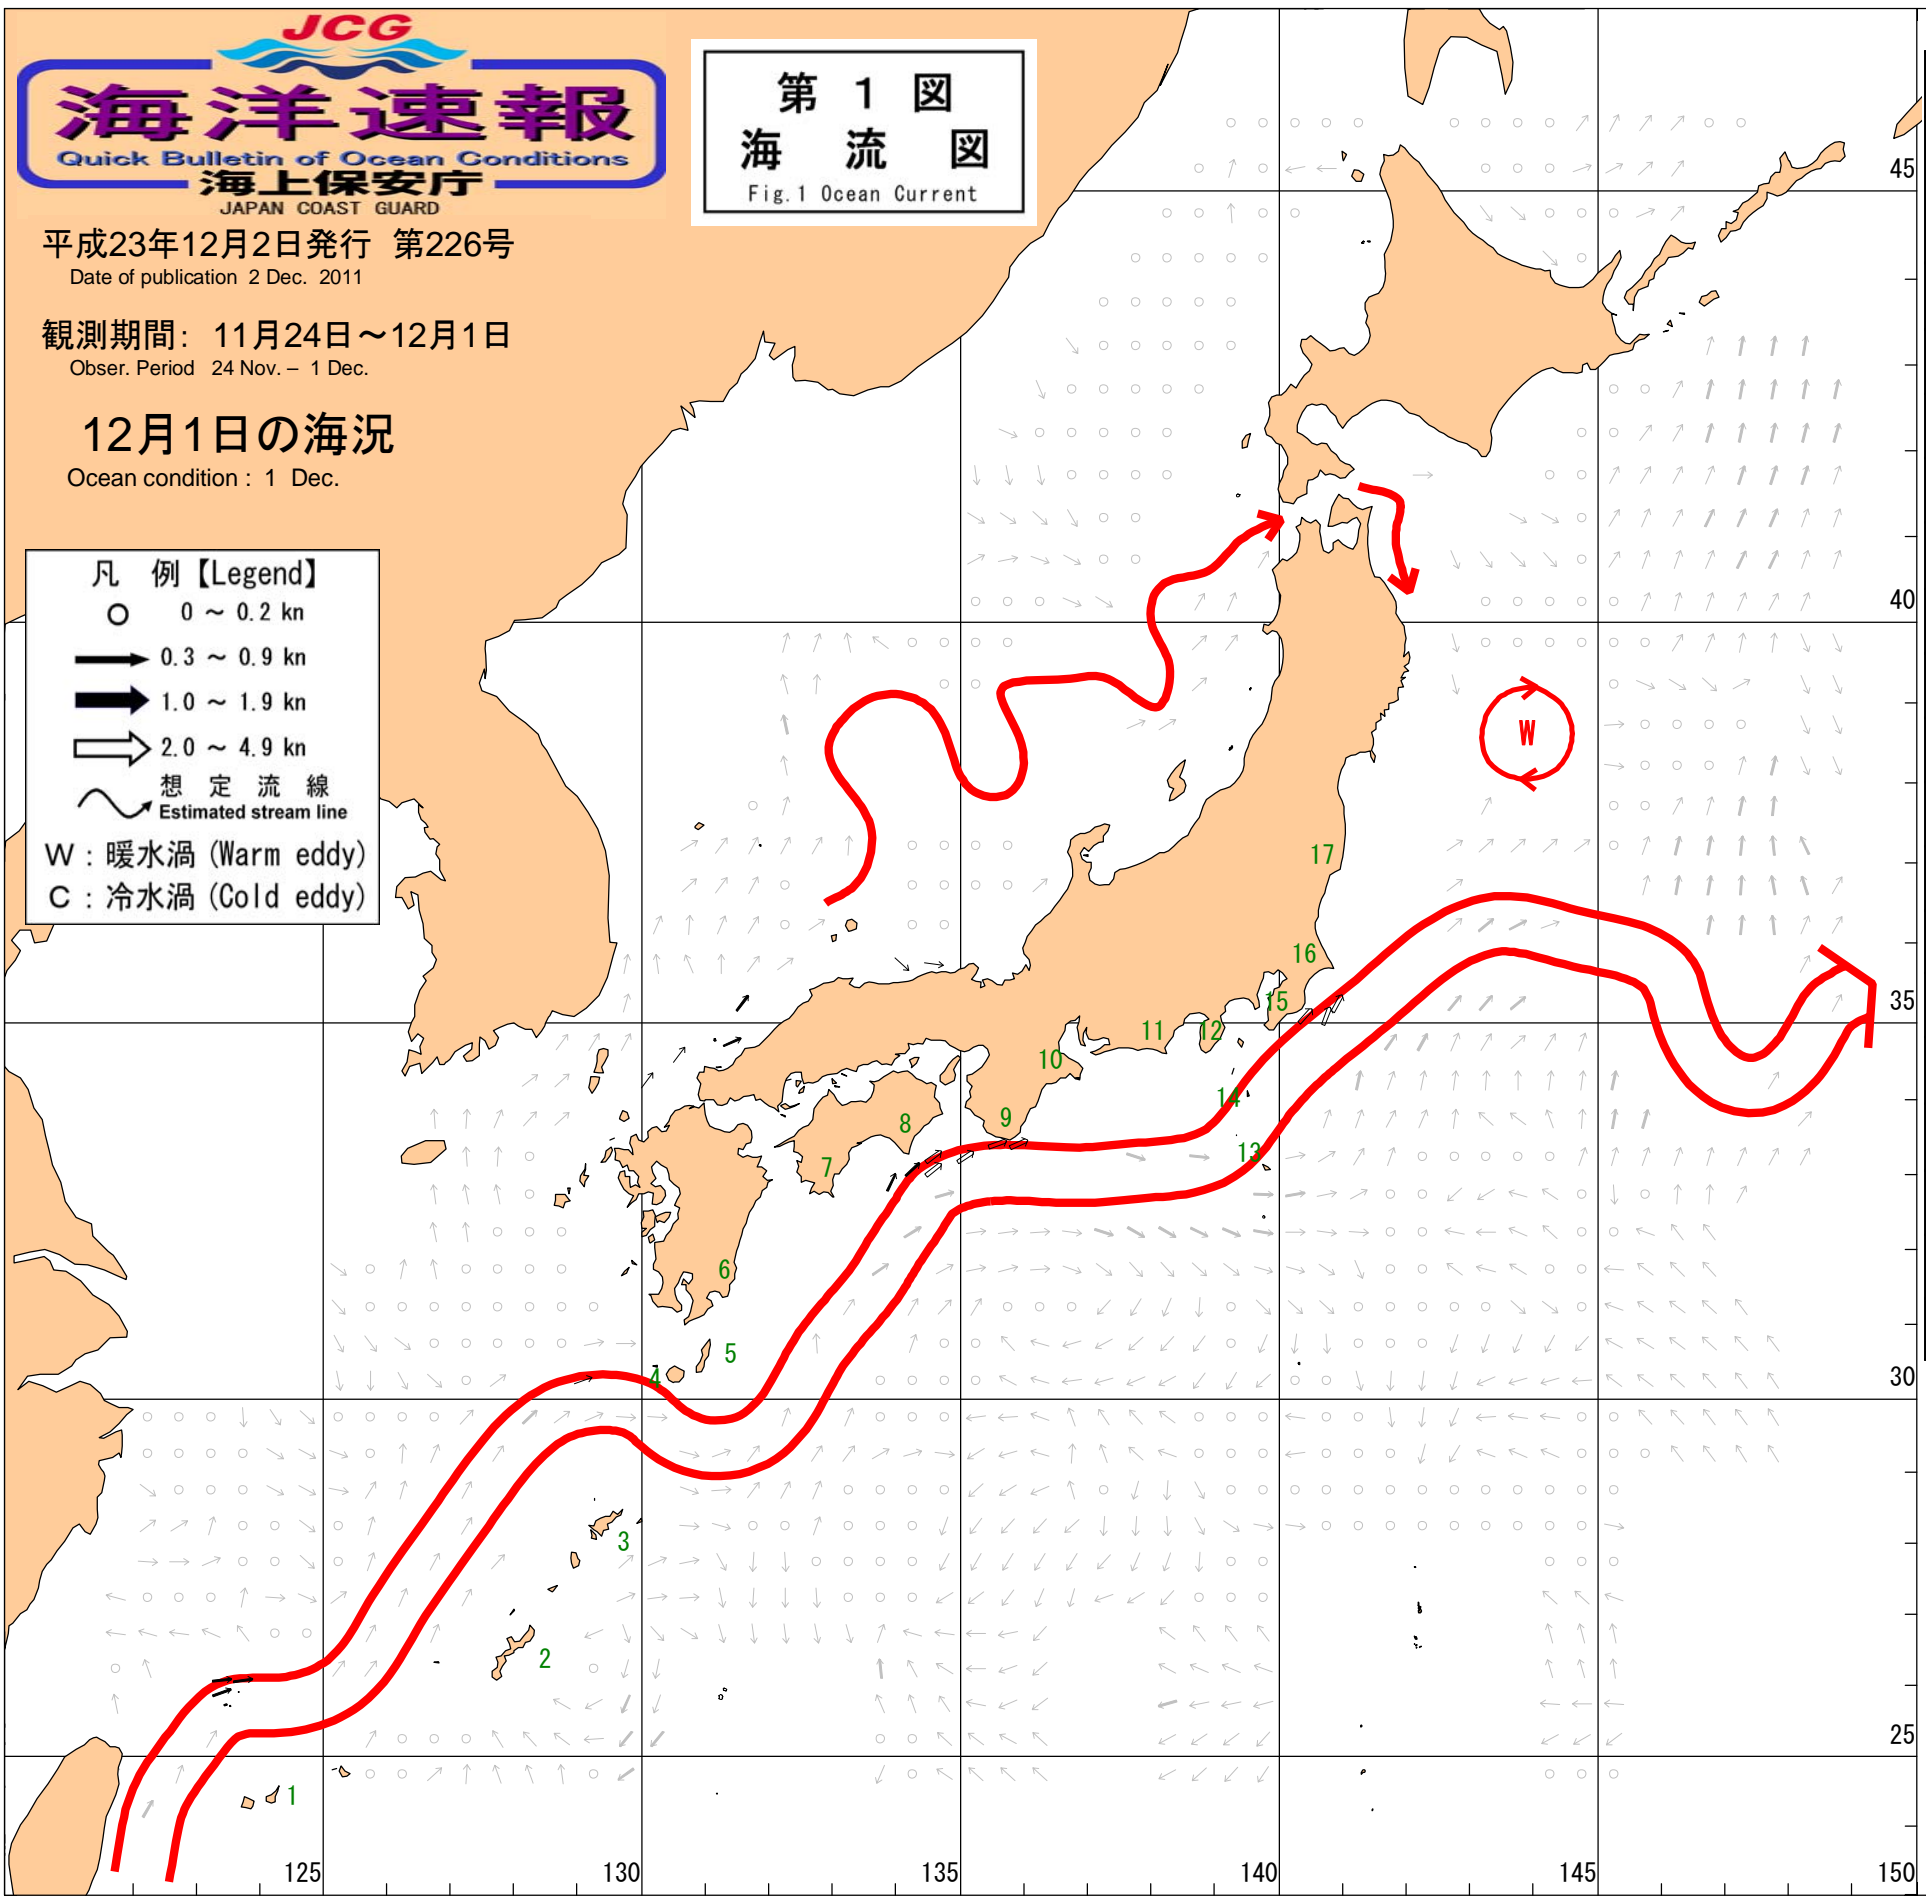 JCG
海洋速報
Quick Bulletin of Ocean Conditions
海上保安庁
JAPAN COAST GUARD
第 1 図
海 流 図
Fig.1 Ocean Current
平成23年12月2日発行 第226号
Date of publication 2 Dec. 2011
観測期間: 11月24日～12月1日
Obser. Period 24 Nov. – 1 Dec.
12月1日の海況
Ocean condition : 1 Dec.
凡 例【Legend】
0 ～ 0.2 kn
0.3 ～ 0.9 kn
1.0 ～ 1.9 kn
2.0 ～ 4.9 kn
想 定 流 線
Estimated stream line
W : 暖水渦 (Warm eddy)
C : 冷水渦 (Cold eddy)
45
40
W
17
16
35
15
12
11
10
14
9
8
13
7
6
5
4
30
3
2
25
1
125
130
135
140
145
150